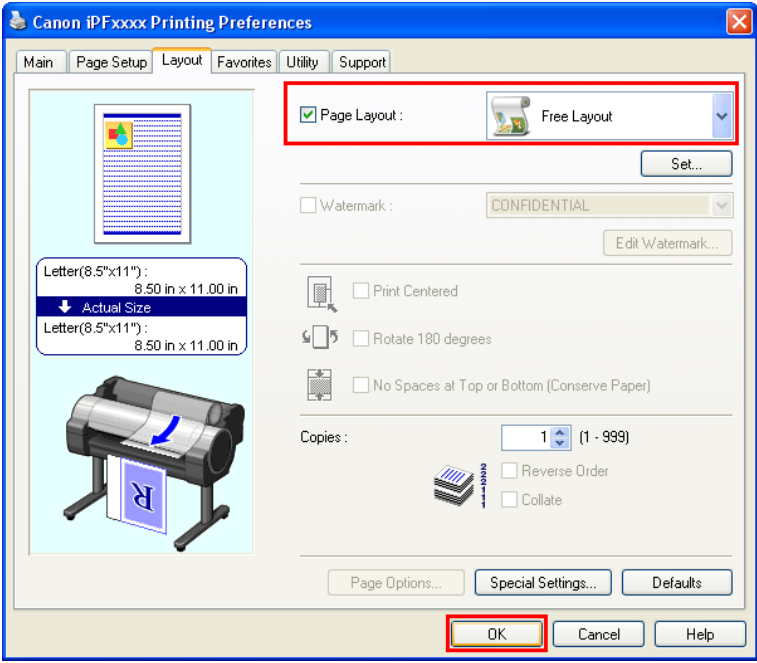 Canon iPFxxxx Printing Preferences
Main Page Setup Layout Favorites Utility Support
Page Layout : Free Layout
Set...
Watermark : CONFIDENTIAL
Edit Watermark...
Letter(8.5"x11") :
8.50 in x 11.00 in
Actual Size
Letter(8.5"x11") :
8.50 in x 11.00 in
Print Centered
Rotate 180 degrees
No Spaces at Top or Bottom (Conserve Paper)
R
Copies : 1 (1 - 999)
222111
Reverse Order
Collate
Page Options... Special Settings... Defaults
OK Cancel Help